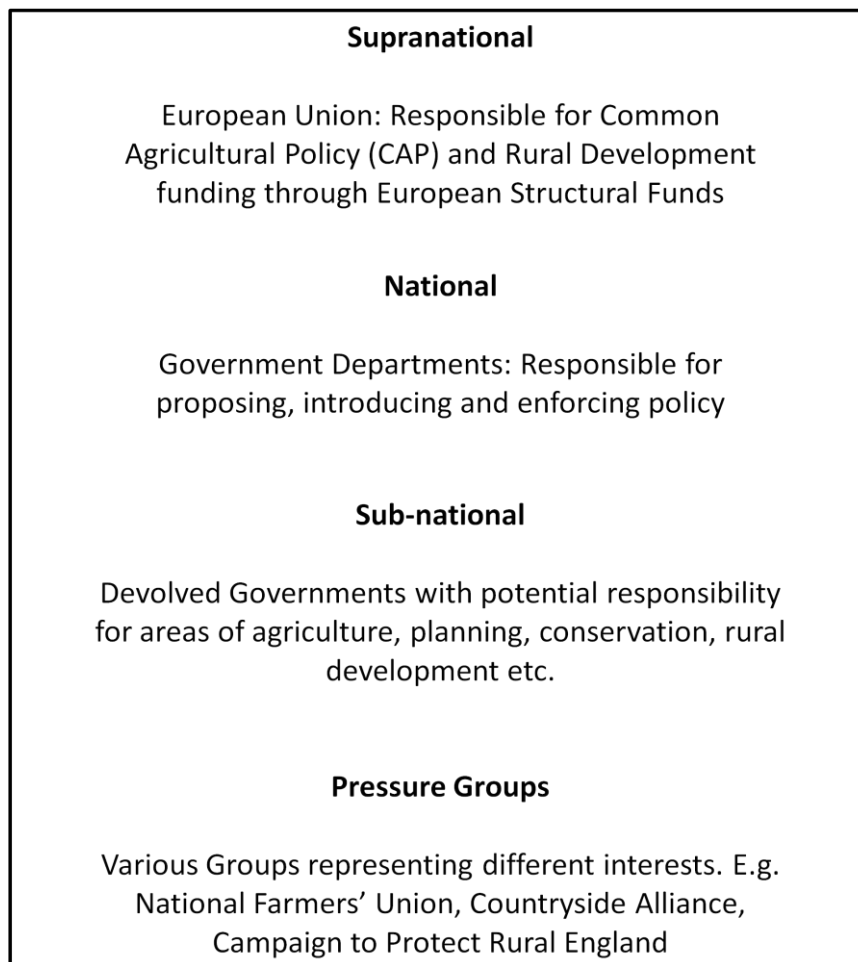 Supranational
European Union: Responsible for Common
Agricultural Policy (CAP) and Rural Development
funding through European Structural Funds
National
Government Departments: Responsible for
proposing, introducing and enforcing policy
Sub-national
Devolved Governments with potential responsibility
for areas of agriculture, planning, conservation, rural
development etc.
Pressure Groups
Various Groups representing different interests. E.g.
National Farmers’ Union, Countryside Alliance,
Campaign to Protect Rural England